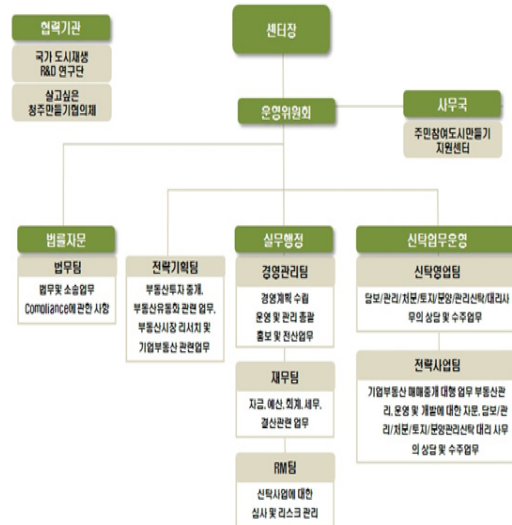 협력기관
국가 도시재생
R&D 연구단
살고싶은
청주만들기협의체
센터장
운영위원회
사무국
주민참여도시만들기
지원센터
법률자문
법무팀
법무및 소송업무
Compliance에 관한 사항
전략기획팀
부동산투자 중개,
부동산유동화 관련 업무,
부동산시장 리서치 및
기업부동산 관련업무
실무행정
경영관리팀
경영계획 수립
운영 및 관리 총괄
홍보 및 전산업무
재무팀
자금, 예산, 회계, 세무,
결산관련 업무
RM팀
신탁사업에 대한
심사 및 리스크 관리
신탁업무운영
신탁영업팀
담보/관리/처분/토지/분양/관리신탁/대리사
무의 상담 및 수주업무
전략사업팀
기업부동산 매매중개 대행 업무 부동산관
리, 운영 및 개발에 대한 자문, 담보/관
리/처분/토지/분양관리신탁 대리 사무
의 상담 및 수주업무